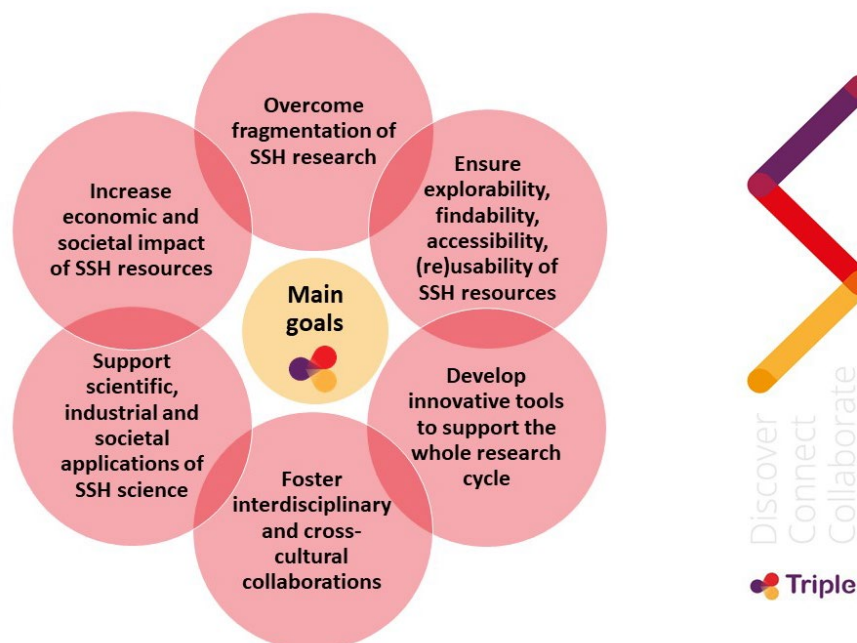 Overcome
fragmentation of
SSH research
Ensure
explorability,
findability,
accessibility,
(re)usability of
SSH resources
Develop
innovative tools
to support the
whole research
cycle
Foster
interdisciplinary
and cross-
cultural
collaborations
Support
scientific,
industrial and
societal
applications of
SSH science
Increase
economic and
societal impact
of SSH resources
Main
goals
Discover
Connect
Collaborate
Triple